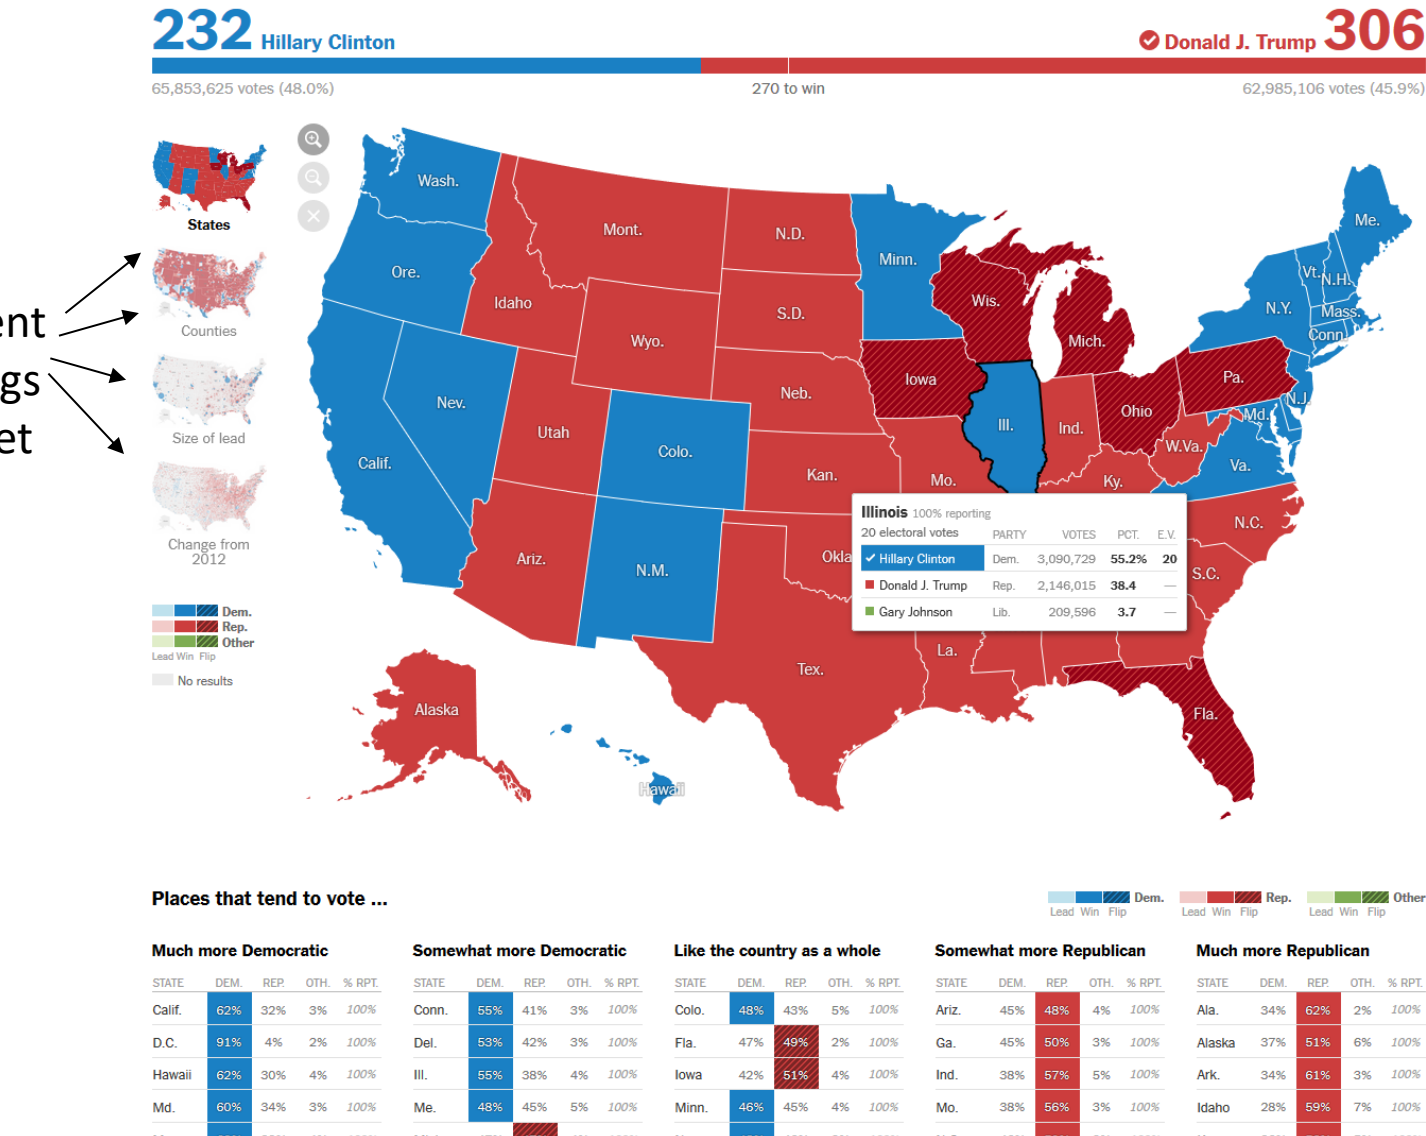 232 Hillary Clinton
Donald J. Trump 306
65,853,625 votes (48.0%)
270 to win
62,985,106 votes (45.9%)
States
Counties
Size of lead
Change from
2012
Dem.
Rep.
Other
Lead Win Flip
No results
ent
gs
et
Wash.
Ore.
Calif.
Nev.
Idaho
Mont.
Wyo.
Utah
Ariz.
Colo.
N.M.
N.D.
S.D.
Neb.
Kan.
Okla
Tex.
Minn.
Iowa
Mo.
La.
Wis.
Ill.
Mich.
Ind.
Ohio
Ky.
W.Va.
Pa.
Va.
N.C.
S.C.
Fla.
Md.
N.J.
N.Y.
Conn.
Mass.
Vt.
N.H.
Me.
Alaska
Hawaii
Illinois 100% reporting
20 electoral votes PARTY VOTES PCT. E.V.
Hillary Clinton Dem. 3,090,729 55.2% 20
Donald J. Trump Rep. 2,146,015 38.4 —
Gary Johnson Lib. 209,596 3.7 —
Places that tend to vote ...
Dem. Rep. Other
Lead Win Flip Lead Win Flip Lead Win Flip
Much more Democratic
STATE DEM. REP. OTH. % RPT.
Calif. 62% 32% 3% 100%
D.C. 91% 4% 2% 100%
Hawaii 62% 30% 4% 100%
Md. 60% 34% 3% 100%
Somewhat more Democratic
STATE DEM. REP. OTH. % RPT.
Conn. 55% 41% 3% 100%
Del. 53% 42% 3% 100%
Ill. 55% 38% 4% 100%
Me. 48% 45% 5% 100%
Like the country as a whole
STATE DEM. REP. OTH. % RPT.
Colo. 48% 43% 5% 100%
Fla. 47% 49% 2% 100%
Iowa 42% 51% 4% 100%
Minn. 46% 45% 4% 100%
Somewhat more Republican
STATE DEM. REP. OTH. % RPT.
Ariz. 45% 48% 4% 100%
Ga. 45% 50% 3% 100%
Ind. 38% 57% 5% 100%
Mo. 38% 56% 3% 100%
Much more Republican
STATE DEM. REP. OTH. % RPT.
Ala. 34% 62% 2% 100%
Alaska 37% 51% 6% 100%
Ark. 34% 61% 3% 100%
Idaho 28% 59% 7% 100%